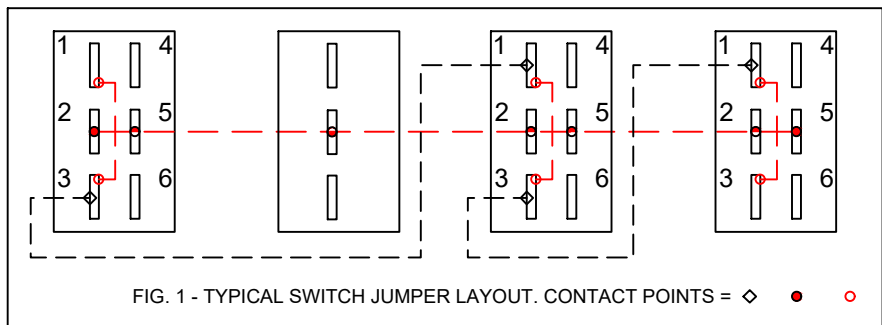 1 4 1 4 1 4
2 5 2 5 2 5
3 6 3 6 3 6
FIG. 1 - TYPICAL SWITCH JUMPER LAYOUT. CONTACT POINTS =